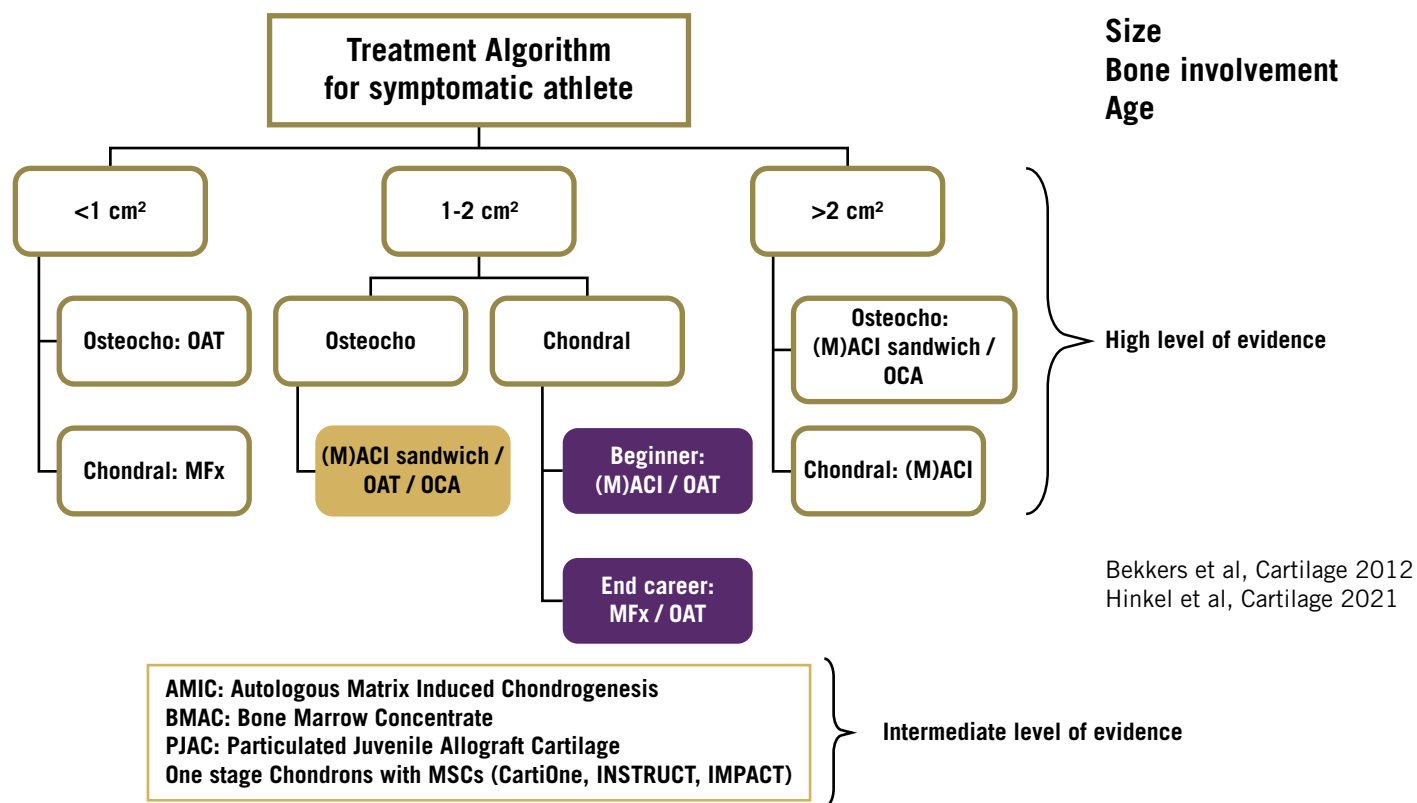 Treatment Algorithm
for symptomatic athlete
Size
Bone involvement
Age
<1 cm²
1-2 cm²
>2 cm²
Osteocho: OAT
Chondral: MFx
Osteocho
(M)ACI sandwich /
OAT / OCA
Chondral
Beginner:
(M)ACI / OAT
End career:
MFx / OAT
Osteocho:
(M)ACI sandwich /
OCA
Chondral: (M)ACI
High level of evidence
Bekkers et al, Cartilage 2012
Hinkel et al, Cartilage 2021
AMIC: Autologous Matrix Induced Chondrogenesis
BMAC: Bone Marrow Concentrate
PJAC: Particulated Juvenile Allograft Cartilage
One stage Chondrons with MSCs (CartiOne, INSTRUCT, IMPACT)
Intermediate level of evidence